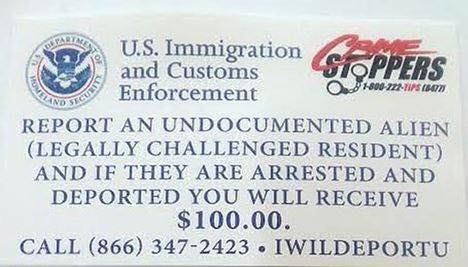 U.S. DEPARTMENT OF HOMELAND SECURITY
U.S. Immigration
and Customs
Enforcement
CRIME
STOPPERS
1-800-222-TIPS (8477)
REPORT AN UNDOCUMENTED ALIEN
(LEGALLY CHALLENGED RESIDENT)
AND IF THEY ARE ARRESTED AND
DEPORTED YOU WILL RECEIVE
$100.00.
CALL (866) 347-2423 • IWILDEPORTU